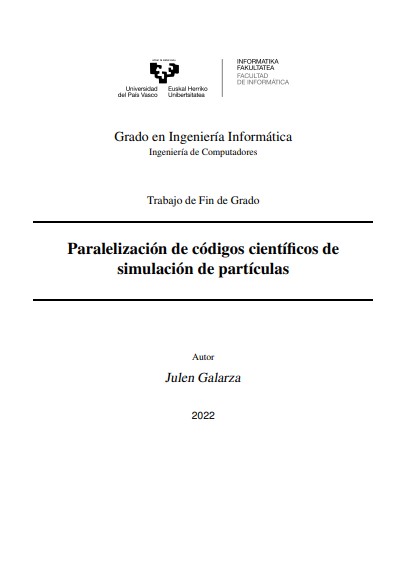 Universidad
del País Vasco
Euskal Herriko
Unibertsitatea
INFORMATIKA
FAKULTATEA
FACULTAD
DE INFORMÁTICA
Grado en Ingeniería Informática
Ingeniería de Computadores
Trabajo de Fin de Grado
Paralelización de códigos científicos de
simulación de partículas
Autor
Julen Galarza
2022